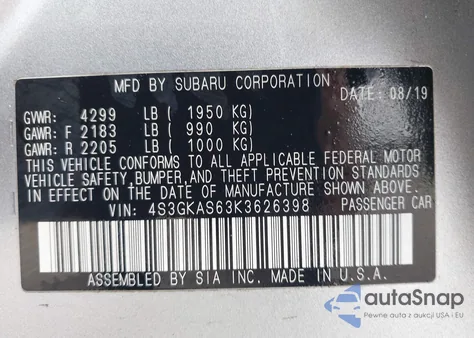 MFD BY SUBARU CORPORATION
DATE: 08/19
GVWR: 4299 LB ( 1950 KG)
GAWR: F 2183 LB ( 990 KG)
GAWR: R 2205 LB ( 1000 KG)
THIS VEHICLE CONFORMS TO ALL APPLICABLE FEDERAL MOTOR
VEHICLE SAFETY,BUMPER,AND THEFT PREVENTION STANDARDS
IN EFFECT ON THE DATE OF MANUFACTURE SHOWN ABOVE.
VIN: 4S3GKAS63K3626398 PASSENGER CAR
ASSEMBLED BY SIA INC. MADE IN U.S.A.
autoSnap
Pewne auta z aukcji USA i EU